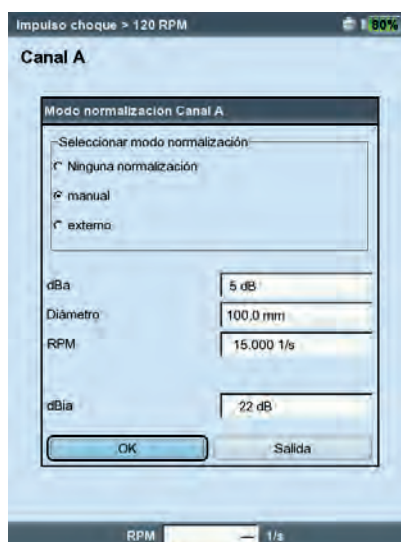 Impulso choque > 120 RPM 80%
Canal A
Modo normalización Canal A
Seleccionar modo normalización
Ninguna normalización
manual
externo
dBa 5 dB
Diámetro 100,0 mm
RPM 15.000 1/s
dBia 22 dB
OK Salida
RPM — 1/s